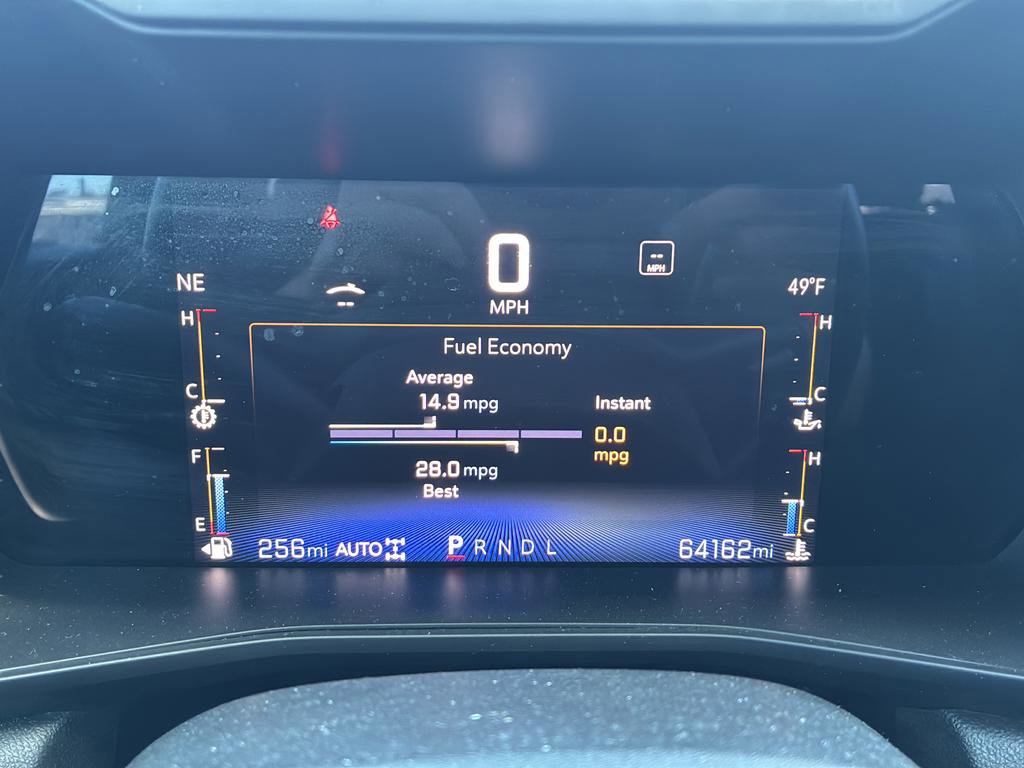 0
MPH
--
MPH
NE
--
49°F
H
H
Fuel Economy
Average
14.9 mpg
Instant
C
C
0.0
mpg
F
H
28.0 mpg
Best
E
C
256mi AUTO P R N D L 64162mi